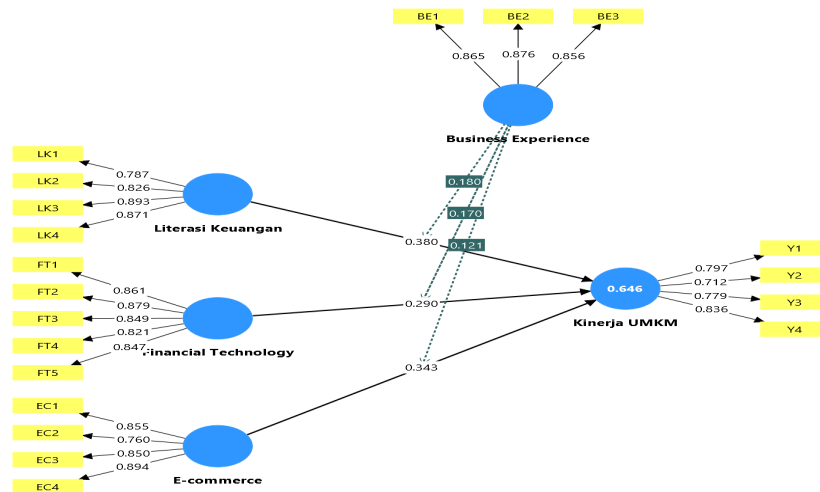 BE1 BE2 BE3
0.865 0.876 0.856
Business Experience
LK1
LK2
LK3
LK4
0.787
0.826
0.893
0.871
Literasi Keuangan
0.180
0.170
0.121
0.380
FT1
FT2
FT3
FT4
FT5
0.861
0.879
0.849
0.821
0.847
Financial Technology
0.290
0.646
Kinerja UMKM
0.797
0.712
0.779
0.836
Y1
Y2
Y3
Y4
0.343
EC1
EC2
EC3
EC4
0.855
0.760
0.850
0.894
E-commerce